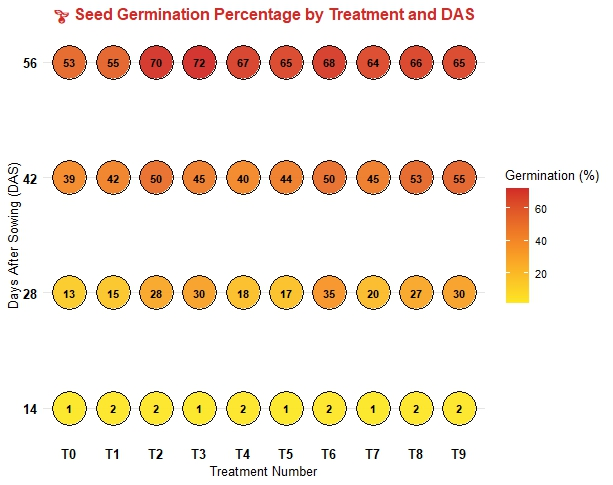 Seed Germination Percentage by Treatment and DAS
56 53 55 70 72 67 65 68 64 66 65
42 39 42 50 45 40 44 50 45 53 55
28 13 15 28 30 18 17 35 20 27 30
14 1 2 2 1 2 1 2 1 2 2
T0 T1 T2 T3 T4 T5 T6 T7 T8 T9
Treatment Number
Days After Sowing (DAS)
Germination (%)
60
40
20